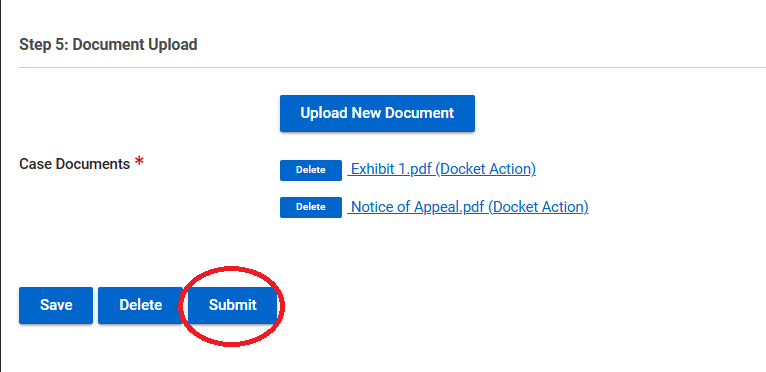 Step 5: Document Upload
Upload New Document
Case Documents *
Delete Exhibit 1.pdf (Docket Action)
Delete Notice of Appeal.pdf (Docket Action)
Save Delete Submit